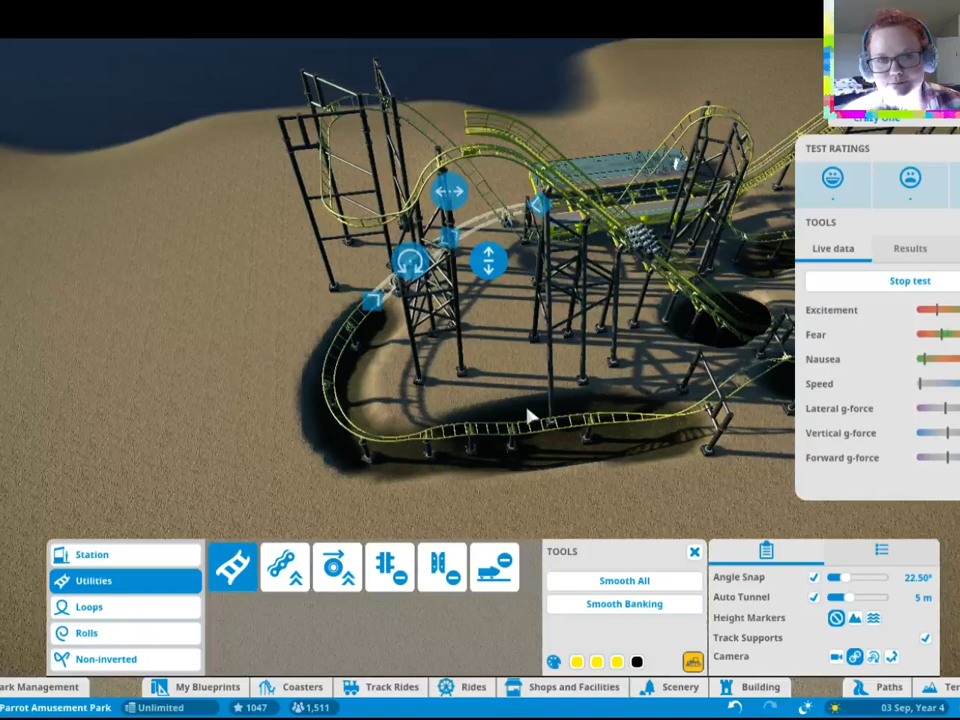 Crazy One
TEST RATINGS
-
-
TOOLS
Live data
Results
Stop test
Excitement
Fear
Nausea
Speed
Lateral g-force
Vertical g-force
Forward g-force
Station
Utilities
Loops
Rolls
Non-inverted
TOOLS
Smooth All
Smooth Banking
Angle Snap
22.50°
Auto Tunnel
5 m
Height Markers
Track Supports
Camera
ark Management
My Blueprints
Coasters
Track Rides
Rides
Shops and Facilities
Scenery
Building
Paths
Ter
Parrot Amusement Park
Unlimited
1047
1,511
03 Sep, Year 4